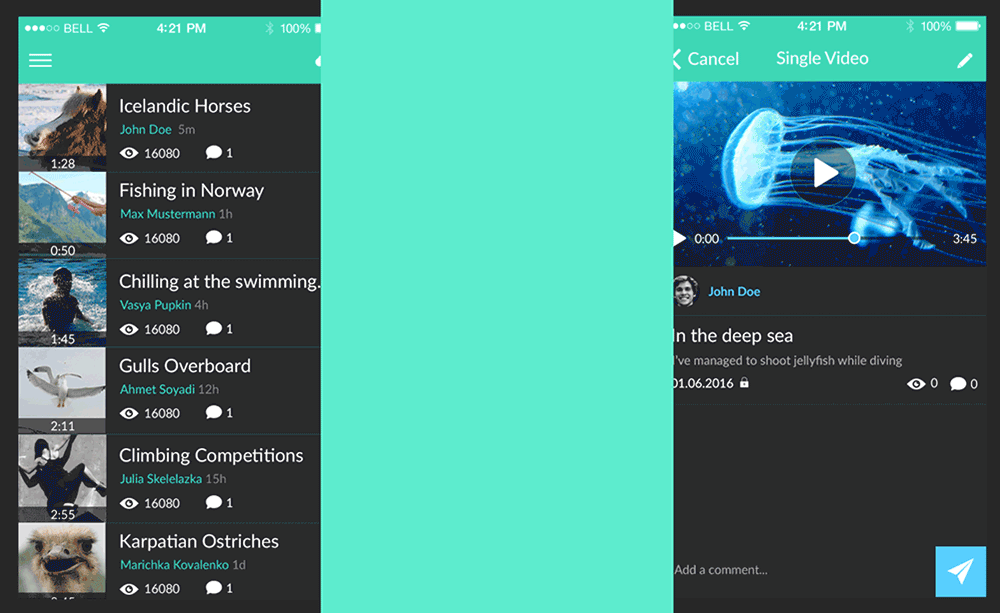 BELL 4:21 PM 100%
Icelandic Horses
John Doe 5m
16080 1
1:28
Fishing in Norway
Max Mustermann 1h
16080 1
0:50
Chilling at the swimming.
Vasya Pupkin 4h
16080 1
1:45
Gulls Overboard
Ahmet Soyadi 12h
16080 1
2:11
Climbing Competitions
Julia Skelelazka 15h
16080 1
2:55
Karpatian Ostriches
Marichka Kovalenko 1d
16080 1
BELL 4:21 PM 100%
Cancel Single Video
0:00 3:45
John Doe
In the deep sea
I've managed to shoot jellyfish while diving
01.06.2016 0 0
Add a comment...